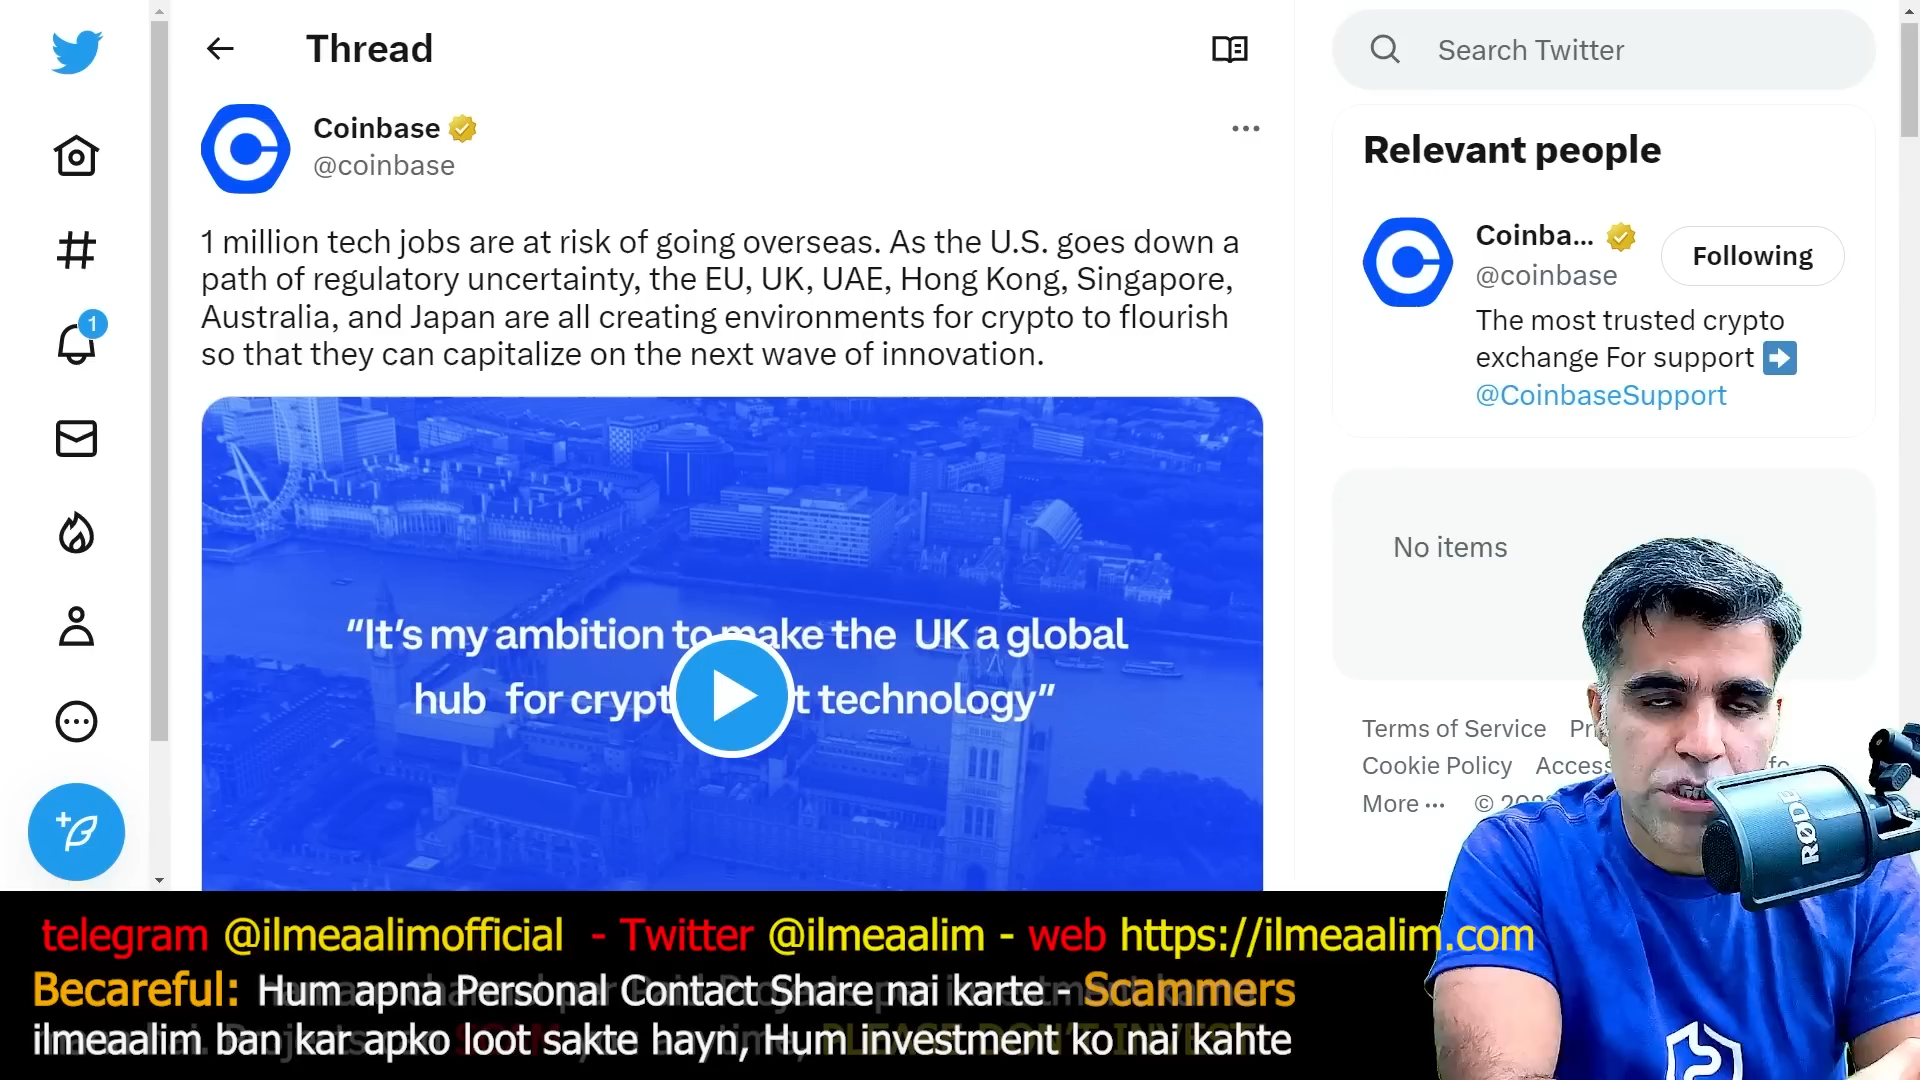 Thread
Search Twitter
Coinbase
@coinbase
1 million tech jobs are at risk of going overseas. As the U.S. goes down a
path of regulatory uncertainty, the EU, UK, UAE, Hong Kong, Singapore,
Australia, and Japan are all creating environments for crypto to flourish
so that they can capitalize on the next wave of innovation.
“It’s my ambition to make the UK a global
hub for crypt t technology”
1
Relevant people
Coinba...
@coinbase
Following
The most trusted crypto
exchange For support
@CoinbaseSupport
No items
Terms of Service
Cookie Policy
More
©
RØDE
telegram @ilmeaalimofficial - Twitter @ilmeaalim - web https://ilmeaalim.com
Becareful: Hum apna Personal Contact Share nai karte - Scammers
ilmeaalim ban kar apko loot sakte hayn, Hum investment ko nai kahte